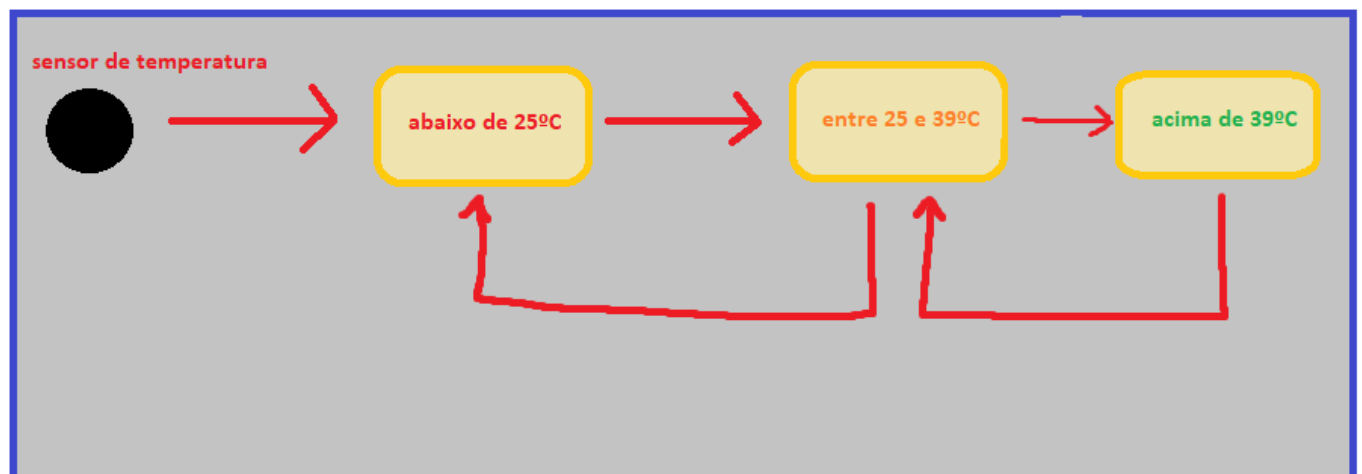 sensor de temperatura
abaixo de 25ºC
entre 25 e 39ºC
acima de 39ºC